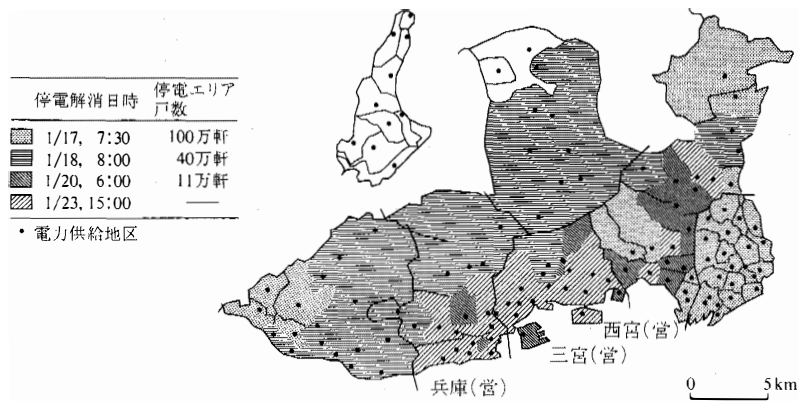 停電解消日時 停電エリア戸数
1/17, 7:30 100万軒
1/18, 8:00 40万軒
1/20, 6:00 11万軒
1/23, 15:00 ——
• 電力供給地区
西宮(営)
三宮(営)
兵庫(営)
0 5km